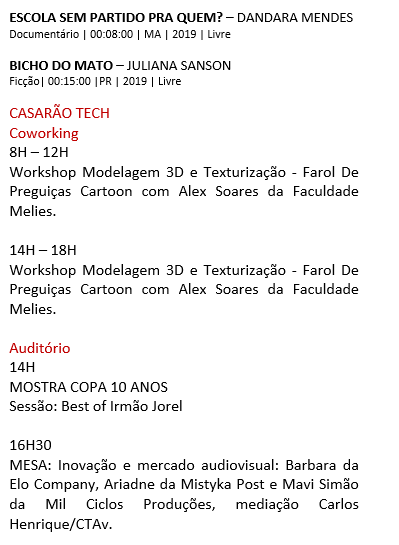 ESCOLA SEM PARTIDO PRA QUEM? – DANDARA MENDES
Documentário | 00:08:00 | MA | 2019 | Livre
BICHO DO MATO – JULIANA SANSON
Ficção| 00:15:00 |PR | 2019 | Livre
CASARÃO TECH
Coworking
8H – 12H
Workshop Modelagem 3D e Texturização - Farol De
Preguiças Cartoon com Alex Soares da Faculdade
Melies.
14H – 18H
Workshop Modelagem 3D e Texturização - Farol De
Preguiças Cartoon com Alex Soares da Faculdade
Melies.
Auditório
14H
MOSTRA COPA 10 ANOS
Sessão: Best of Irmão Jorel
16H30
MESA: Inovação e mercado audiovisual: Barbara da
Elo Company, Ariadne da Mistyka Post e Mavi Simão
da Mil Ciclos Produções, mediação Carlos
Henrique/CTAv.